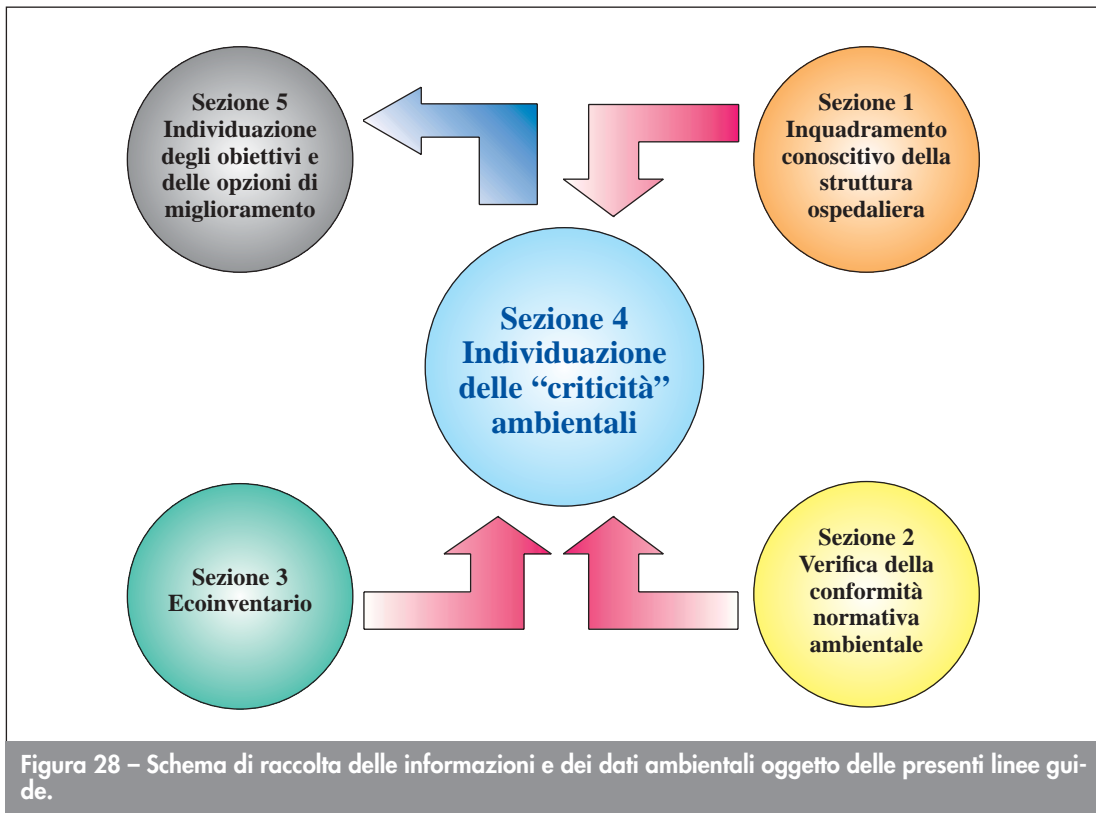 Sezione 5
Individuazione
degli obiettivi e
delle opzioni di
miglioramento
Sezione 1
Inquadramento
conoscitivo della
struttura
ospedaliera
Sezione 4
Individuazione
delle “criticità”
ambientali
Sezione 3
Ecoinventario
Sezione 2
Verifica della
conformità
normativa
ambientale
Figura 28 – Schema di raccolta delle informazioni e dei dati ambientali oggetto delle presenti linee gui-
de.